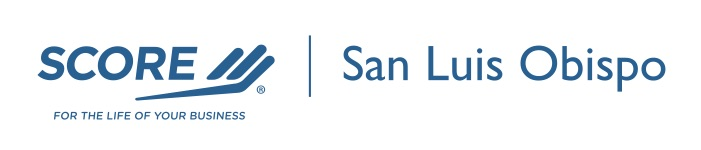 SCORE ® San Luis Obispo
FOR THE LIFE OF YOUR BUSINESS